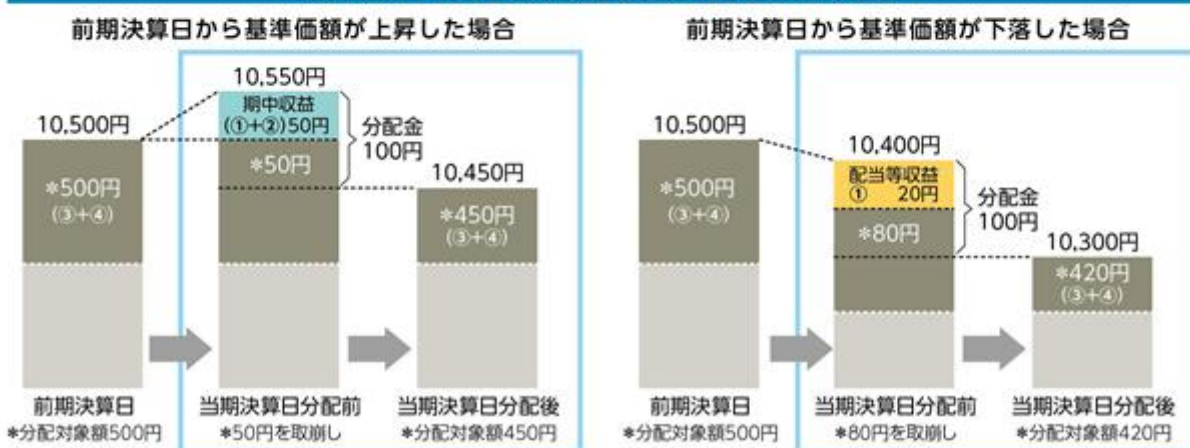 前期決算日から基準価額が上昇した場合
10,550円
期中収益
(①+②)50円
10,500円
分配金
100円
*50円
10,450円
*500円
(③+④)
*450円
(③+④)
前期決算日
*分配対象額500円
当期決算日分配前
*50円を取崩し
当期決算日分配後
*分配対象額450円
前期決算日から基準価額が下落した場合
10,500円
10,400円
配当等収益
① 20円
*500円
(③+④)
分配金
100円
*80円
10,300円
*420円
(③+④)
前期決算日
*分配対象額500円
当期決算日分配前
*80円を取崩し
当期決算日分配後
*分配対象額420円